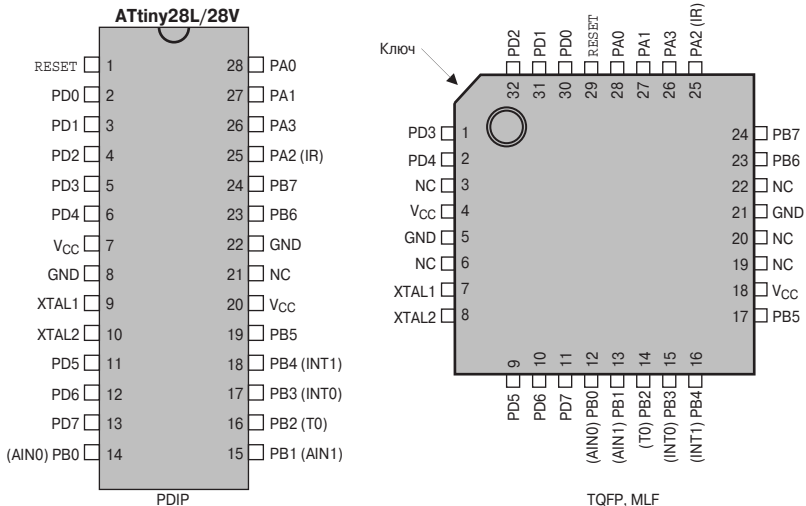 ATtiny28L/28V
RESET 1 28 PA0
PD0 2 27 PA1
PD1 3 26 PA3
PD2 4 25 PA2 (IR)
PD3 5 24 PB7
PD4 6 23 PB6
VCC 7 22 GND
GND 8 21 NC
XTAL1 9 20 VCC
XTAL2 10 19 PB5
PD5 11 18 PB4 (INT1)
PD6 12 17 PB3 (INT0)
PD7 13 16 PB2 (T0)
(AIN0) PB0 14 15 PB1 (AIN1)
PDIP
Ключ
PD2 PD1 PD0 RESET PA0 PA1 PA3 PA2 (IR)
32 31 30 29 28 27 26 25
PD3 1 24 PB7
PD4 2 23 PB6
NC 3 22 NC
VCC 4 21 GND
GND 5 20 NC
NC 6 19 NC
XTAL1 7 18 VCC
XTAL2 8 17 PB5
9 10 11 12 13 14 15 16
PD5 PD6 PD7 (AIN0) PB0 (AIN1) PB1 (T0) PB2 (INT0) PB3 (INT1) PB4
TQFP, MLF